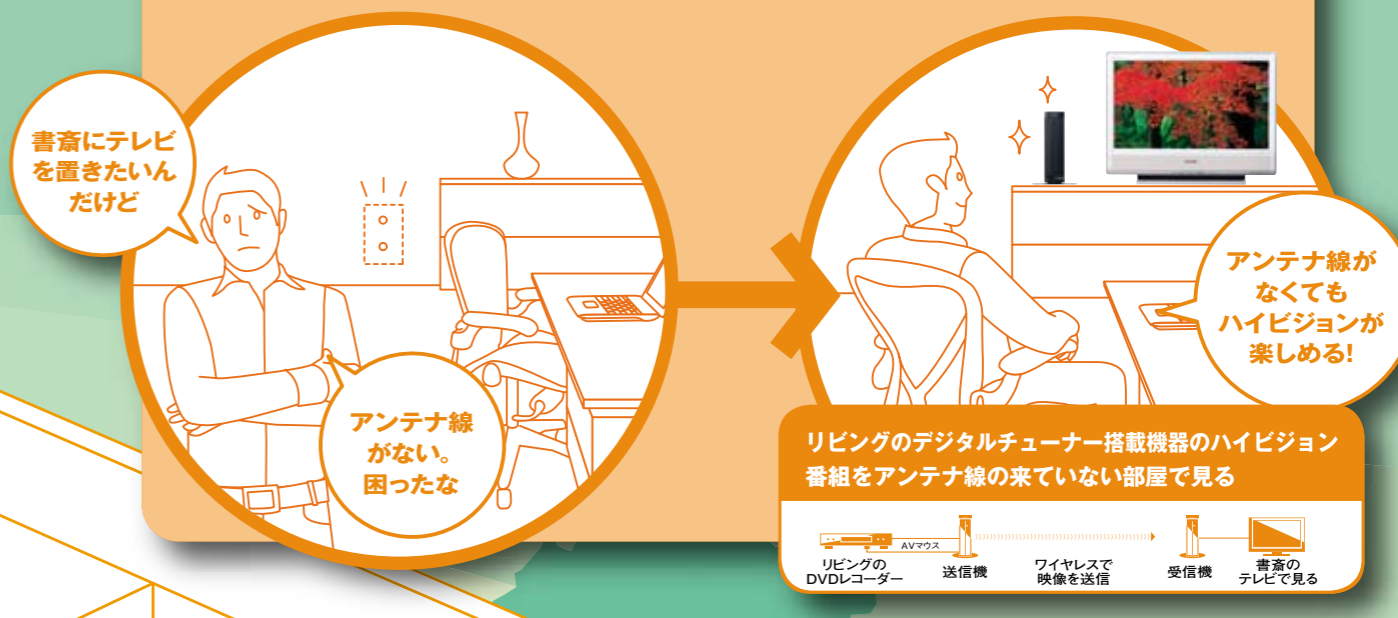 書斎にテレビ
を置きたいん
だけど
アンテナ線
がない。
困ったな
アンテナ線が
なくても
ハイビジョンが
楽しめる!
リビングのデジタルチューナー搭載機器のハイビジョン
番組をアンテナ線の来ていない部屋で見る
AVマウス
リビングの
DVDレコーダー
送信機
ワイヤレスで
映像を送信
受信機
書斎の
テレビで見る